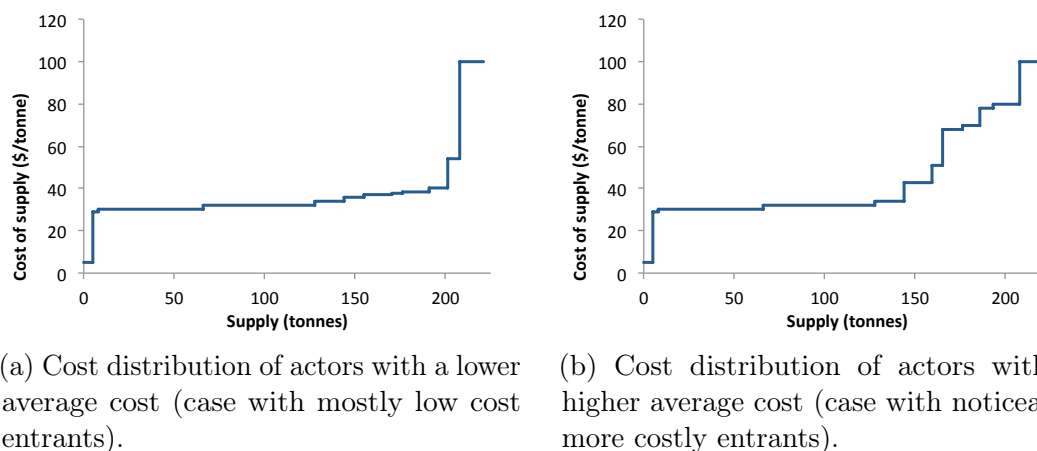 120
100
80
60
40
20
0
Cost of supply ($/tonne)
0 50 100 150 200
Supply (tonnes)
120
100
80
60
40
20
0
Cost of supply ($/tonne)
0 50 100 150 200
Supply (tonnes)
(a) Cost distribution of actors with a lower
average cost (case with mostly low cost
entrants).
(b) Cost distribution of actors with
higher average cost (case with
more costly entrants).